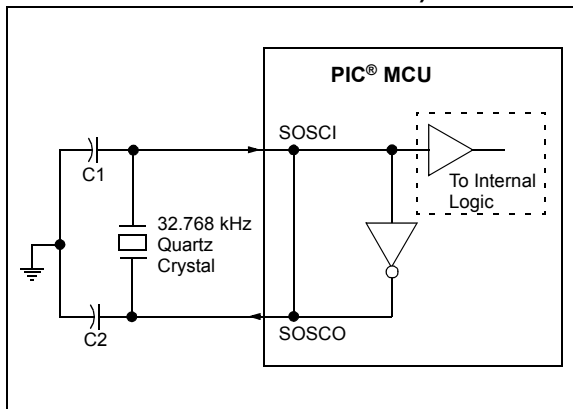 PIC® MCU
SOSCI
C1
To Internal
Logic
32.768 kHz
Quartz
Crystal
C2
SOSCO